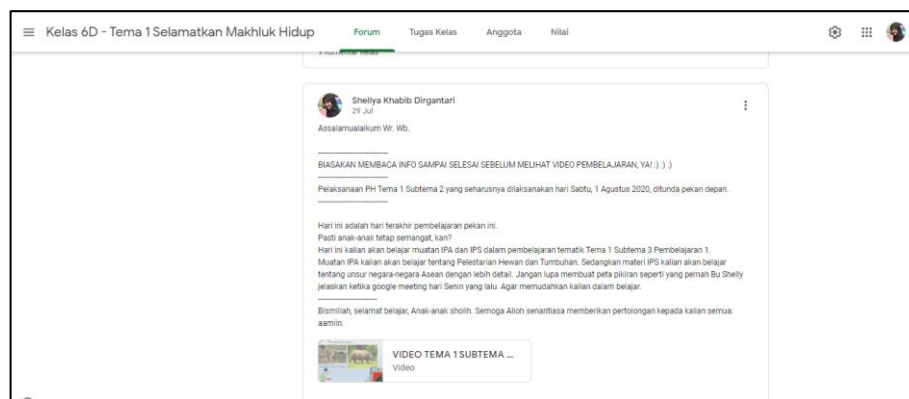 Kelas 6D - Tema 1 Selamatkan Makhluk Hidup
Forum
Tugas Kelas
Anggota
Nilai
komentar kelas
Shellya Khabib Dirgantari
29 Jul
Assalamualaikum Wr. Wb.
-------------------------
BIASAKAN MEMBACA INFO SAMPAI SELESAI SEBELUM MELIHAT VIDEO PEMBELAJARAN, YA! :) :) :)
-------------------------
Pelaksanaan PH Tema 1 Subtema 2 yang seharusnya dilaksanakan hari Sabtu, 1 Agustus 2020, ditunda pekan depan.
-------------------------
Hari ini adalah hari terakhir pembelajaran pekan ini.
Pasti anak-anak tetap semangat, kan?
Hari ini kalian akan belajar muatan IPA dan IPS dalam pembelajaran tematik Tema 1 Subtema 3 Pembelajaran 1.
Muatan IPA kalian akan belajar tentang Pelestarian Hewan dan Tumbuhan. Sedangkan materi IPS kalian akan belajar
tentang unsur negara-negara Asean dengan lebih detail. Jangan lupa membuat peta pikiran seperti yang pernah Bu Shelly
jelaskan ketika google meeting hari Senin yang lalu. Agar memudahkan kalian dalam belajar.
---------------------
Bismillah, selamat belajar, Anak-anak sholih. Semoga Alloh senantiasa memberikan pertolongan kepada kalian semua.
aamiin.
VIDEO TEMA 1 SUBTEMA ...
Video